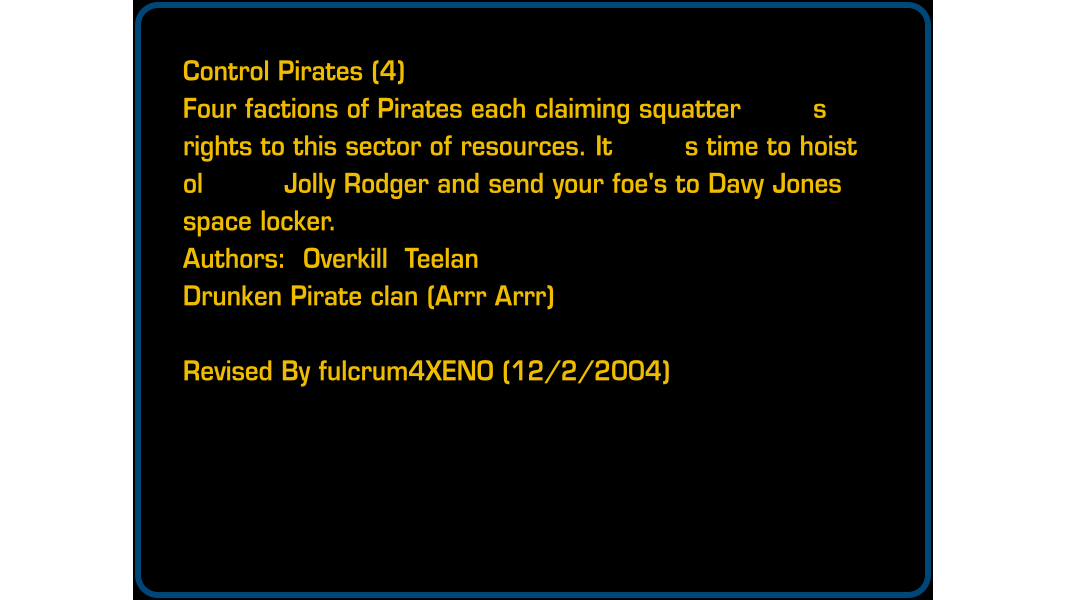 Control Pirates (4)
Four factions of Pirates each claiming squatter s
rights to this sector of resources. It s time to hoist
ol Jolly Rodger and send your foe's to Davy Jones
space locker.
Authors: Overkill Teelan
Drunken Pirate clan (Arrr Arrr)
Revised By fulcrum4XENO (12/2/2004)